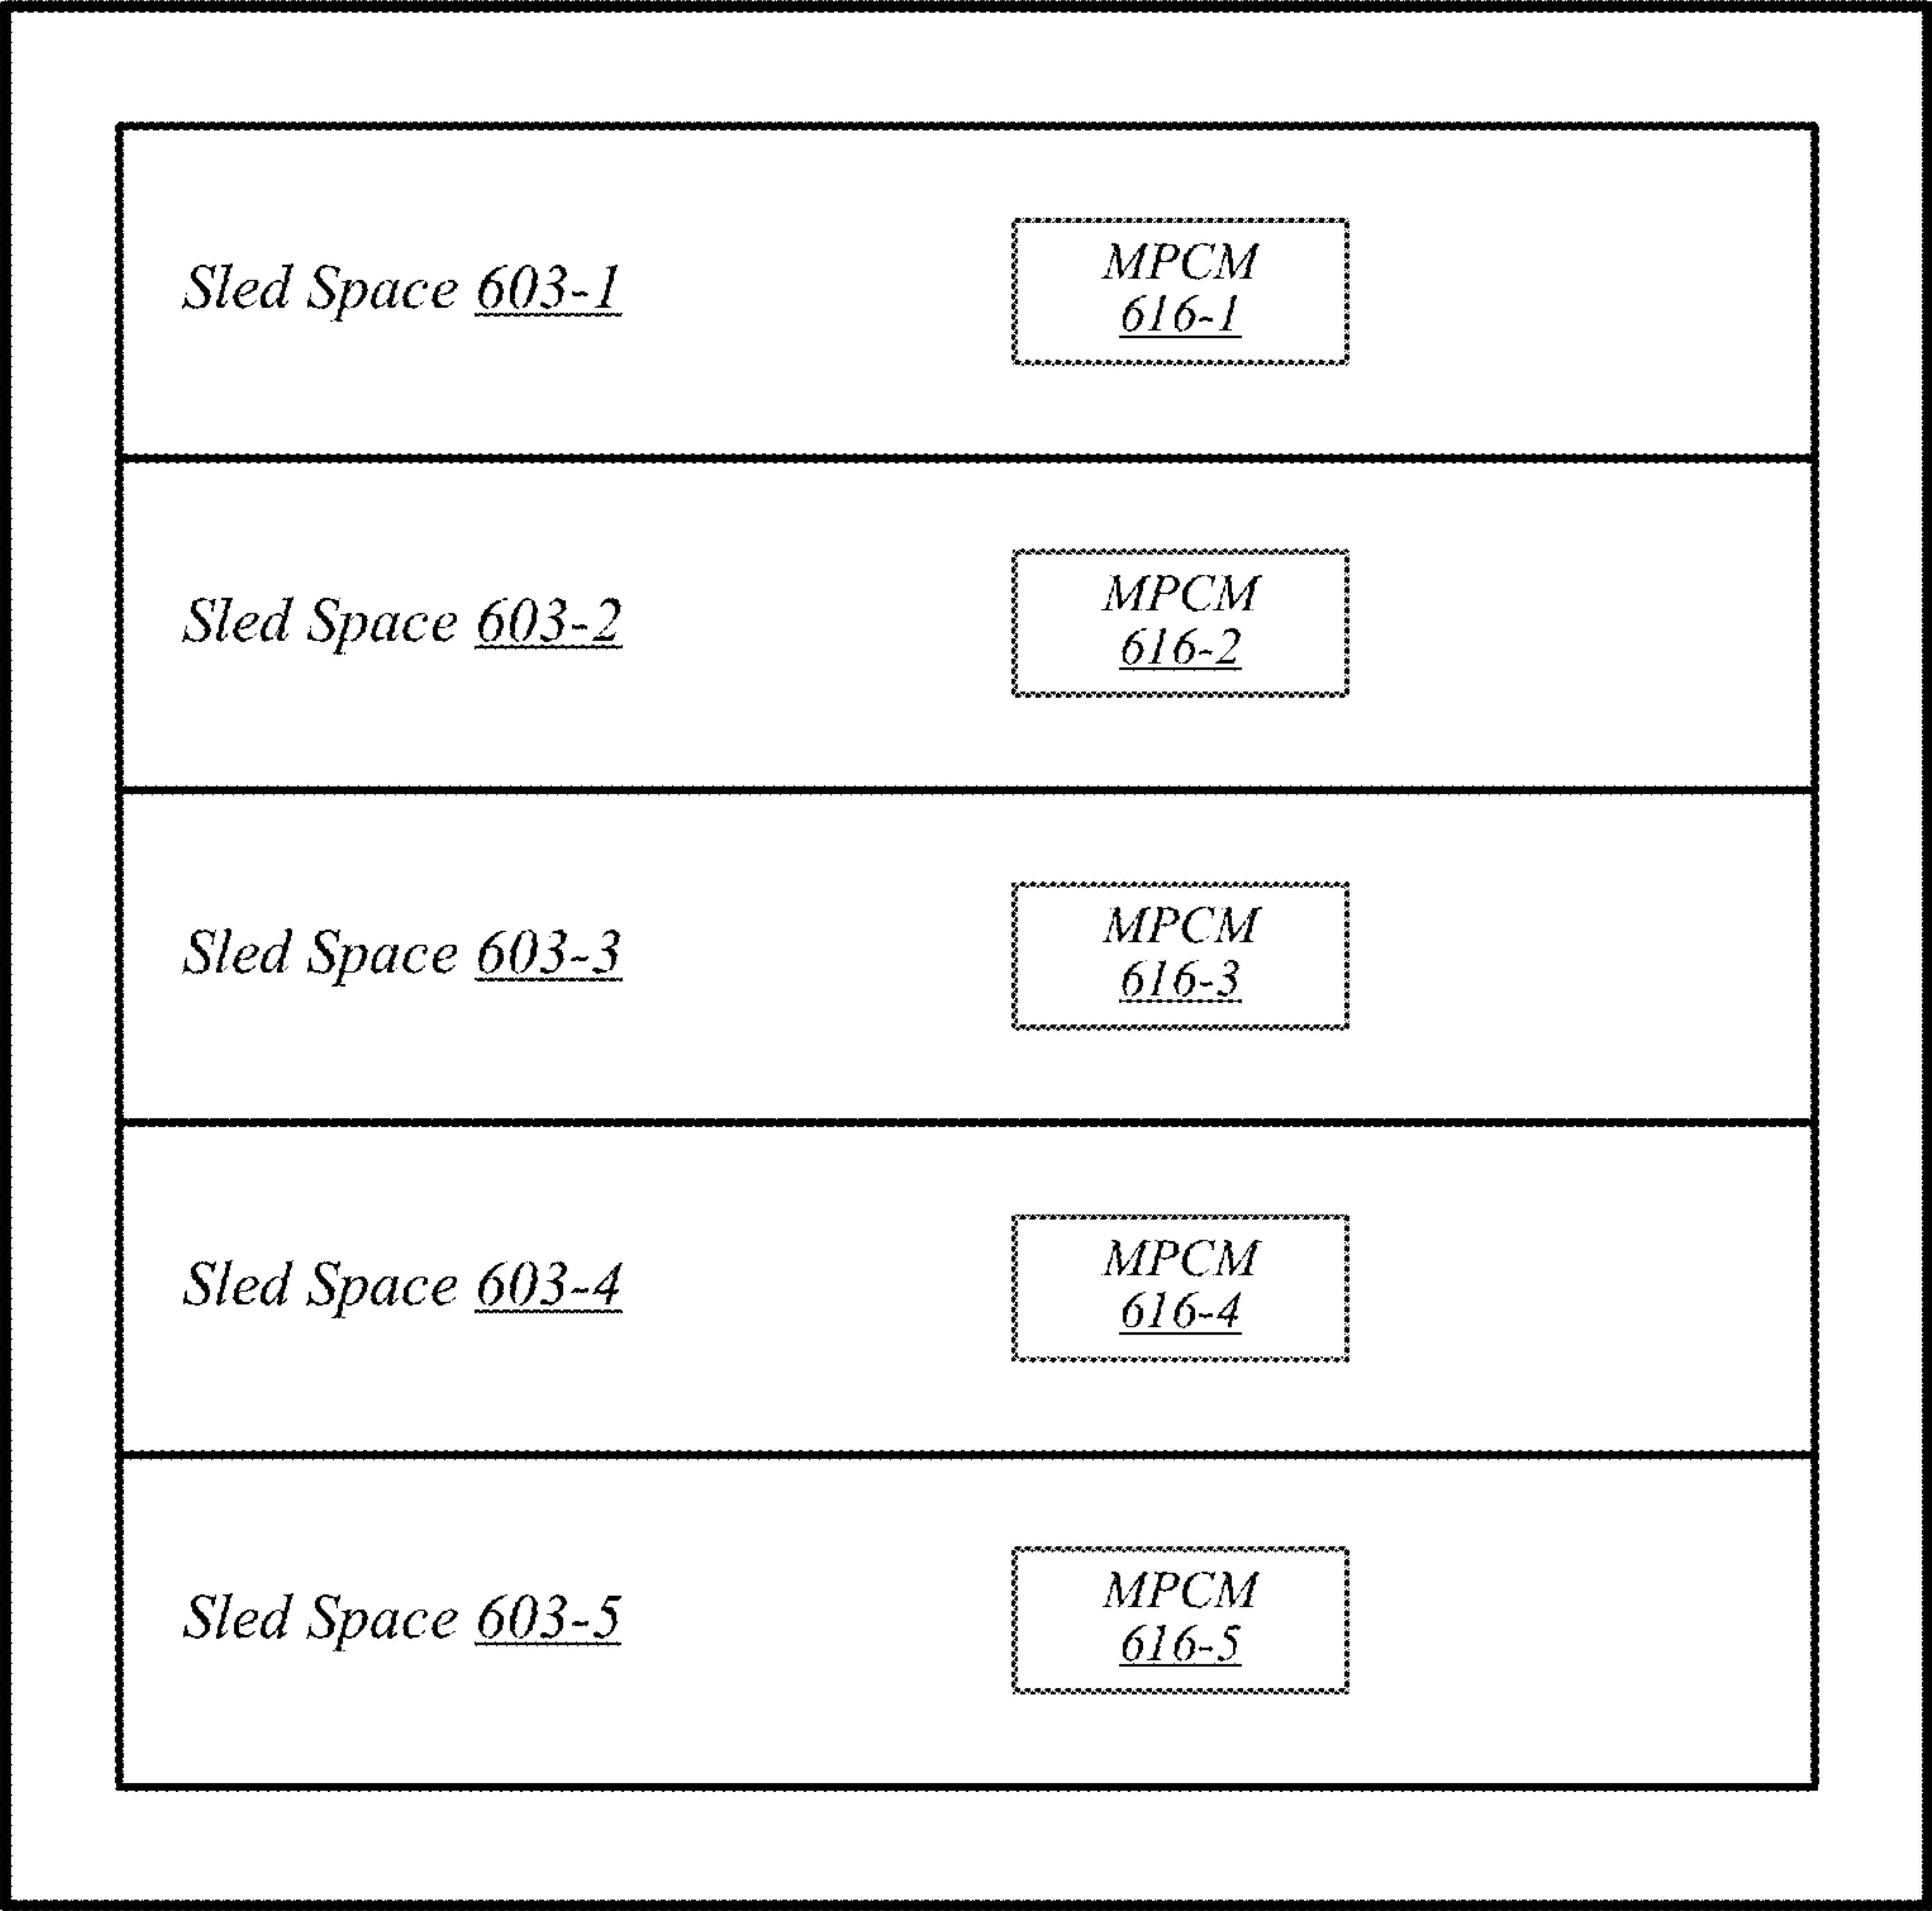 Sled Space 603-1
MPCM
616-1
Sled Space 603-2
MPCM
616-2
Sled Space 603-3
MPCM
616-3
Sled Space 603-4
MPCM
616-4
Sled Space 603-5
MPCM
616-5